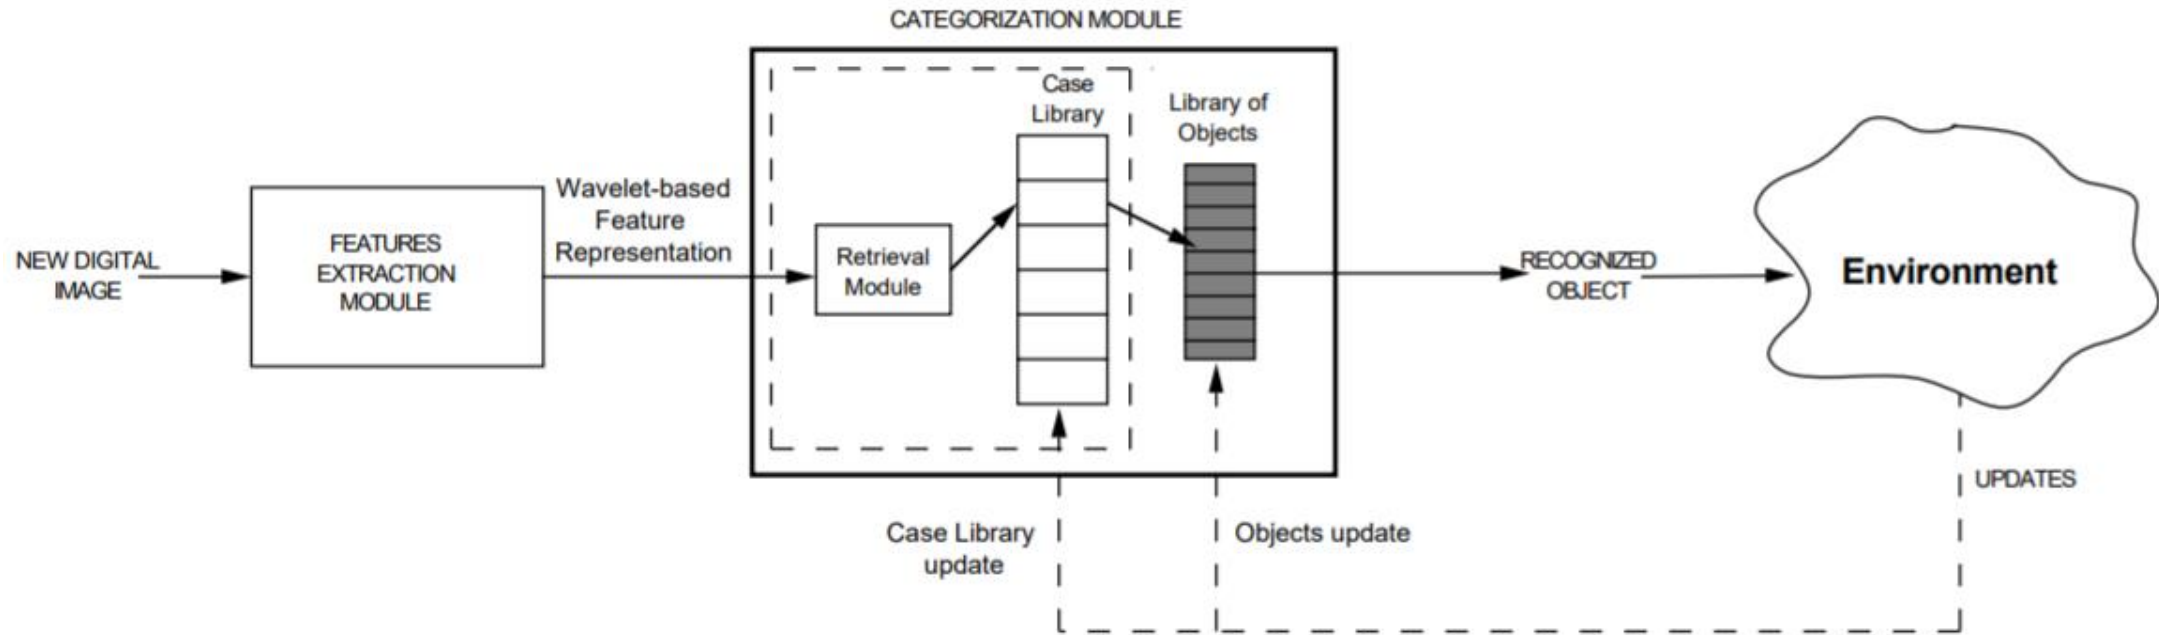 CATEGORIZATION MODULE
Case
Library
Library of
Objects
Wavelet-based
Feature
Representation
FEATURES
EXTRACTION
MODULE
NEW DIGITAL
IMAGE
Retrieval
Module
RECOGNIZED
OBJECT
Environment
UPDATES
Case Library
update
Objects update